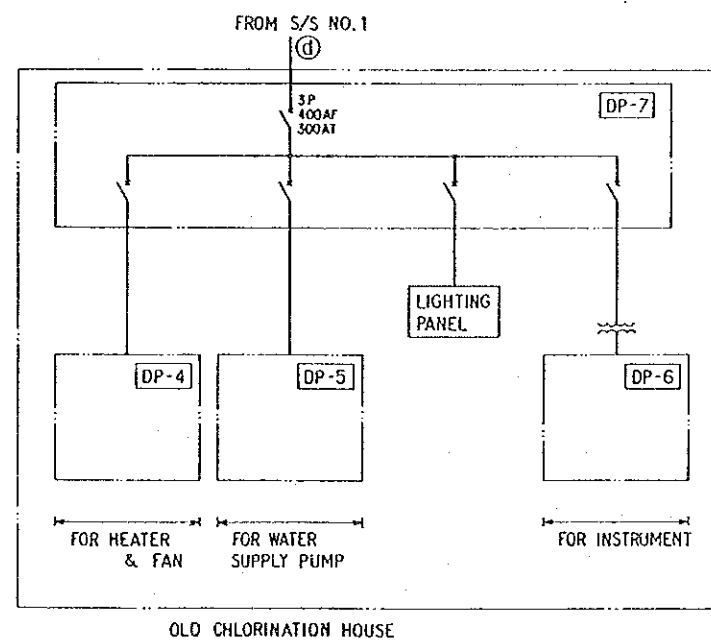 FROM S/S NO.1
d
3P
400AF
300AT
DP-7
LIGHTING
PANEL
DP-4
DP-5
DP-6
FOR HEATER
& FAN
FOR WATER
SUPPLY PUMP
FOR INSTRUMENT
OLD CHLORINATION HOUSE